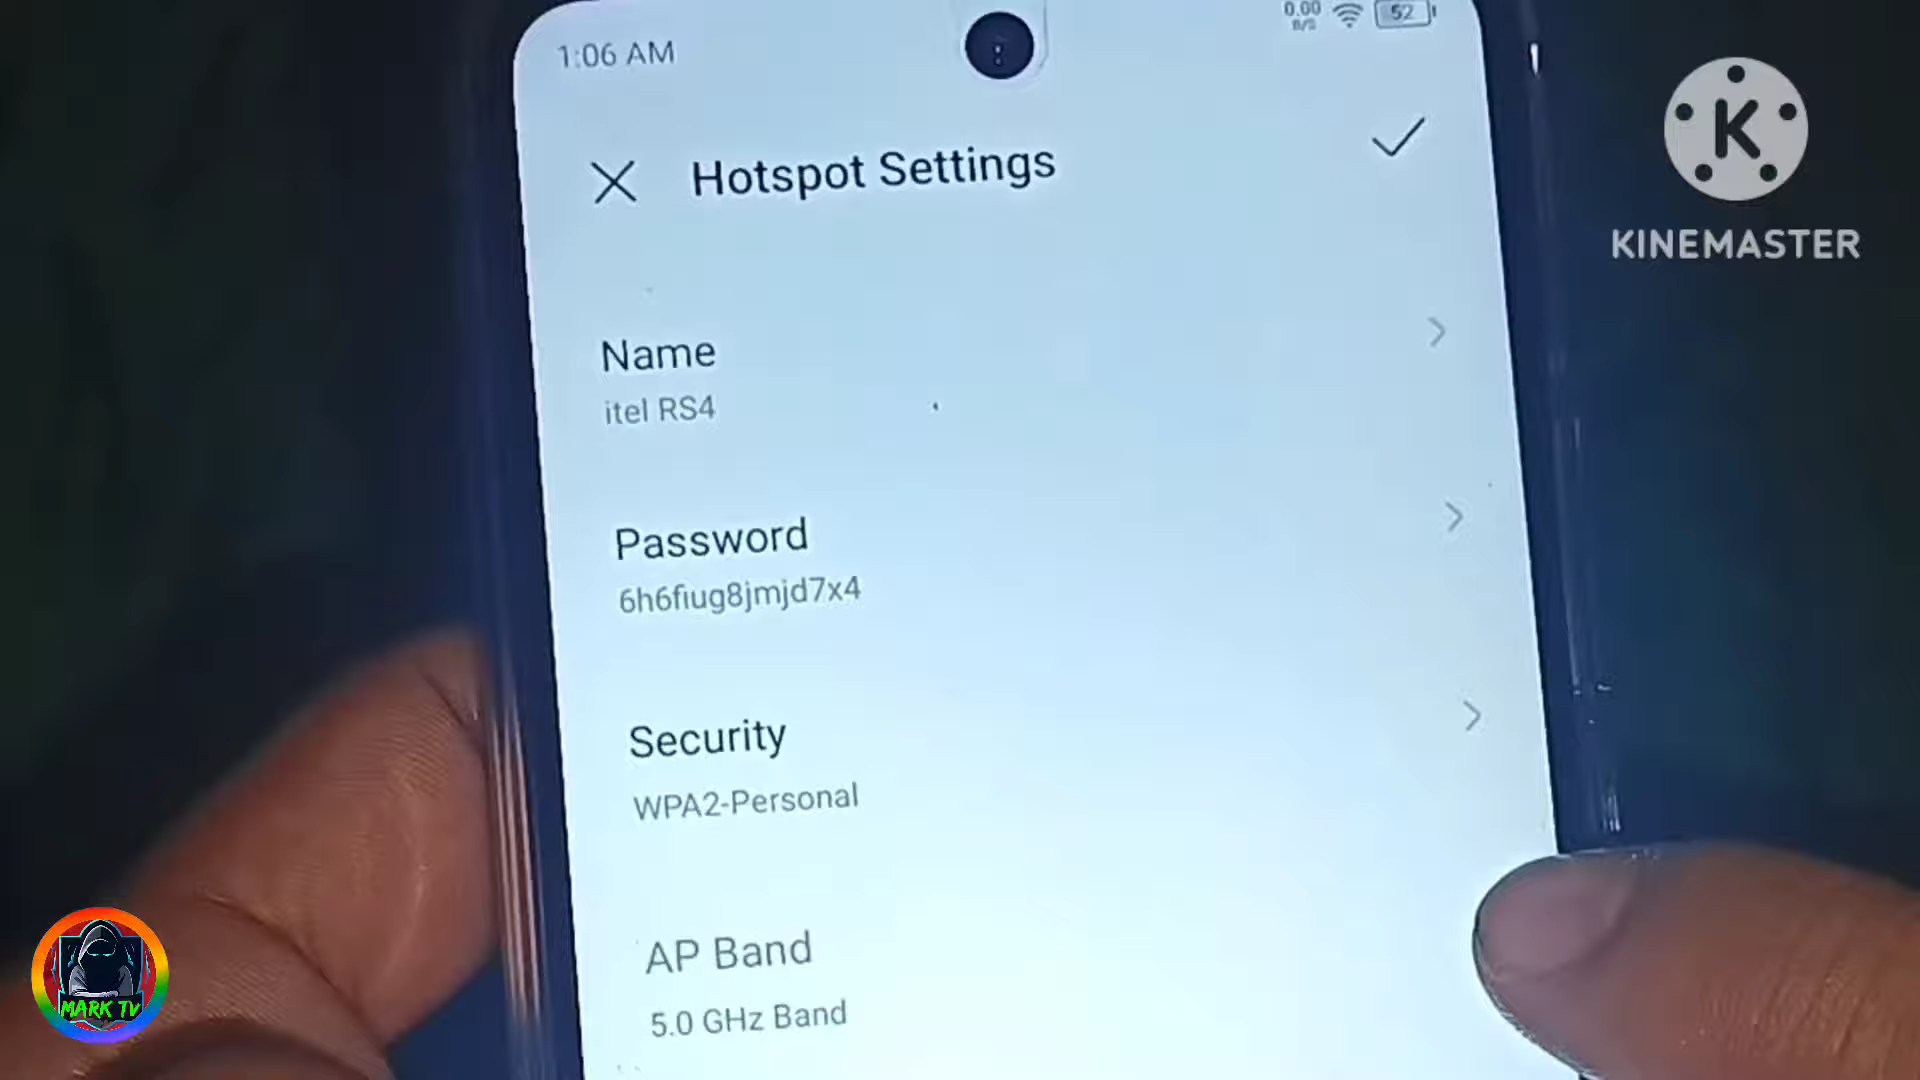 1:06 AM
0.00
B/S
52
Hotspot Settings
K
KINEMASTER
Name
itel RS4
Password
6h6fiug8jmjd7x4
Security
WPA2-Personal
AP Band
5.0 GHz Band
MARK TV